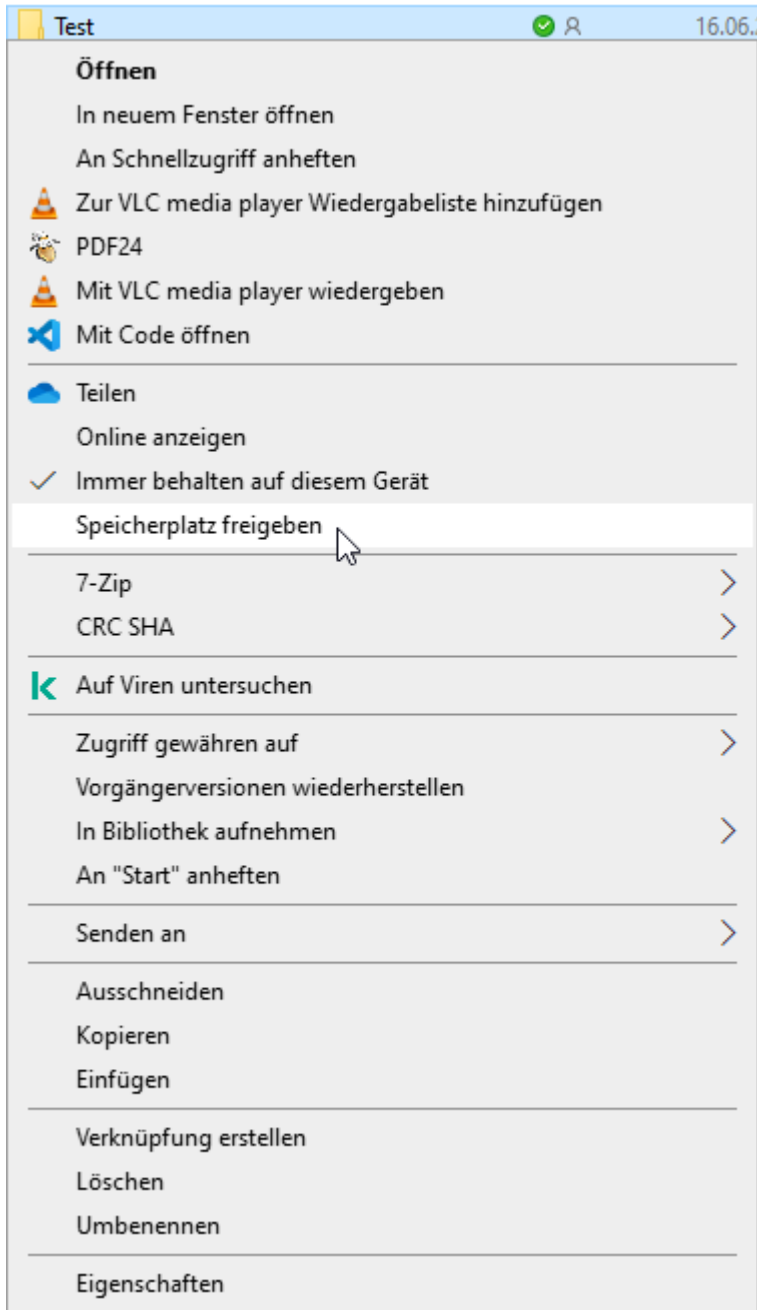 Test 16.06.
Öffnen
In neuem Fenster öffnen
An Schnellzugriff anheften
Zur VLC media player Wiedergabeliste hinzufügen
PDF24
Mit VLC media player wiedergeben
Mit Code öffnen
Teilen
Online anzeigen
Immer behalten auf diesem Gerät
Speicherplatz freigeben
7-Zip
CRC SHA
Auf Viren untersuchen
Zugriff gewähren auf
Vorgängerversionen wiederherstellen
In Bibliothek aufnehmen
An "Start" anheften
Senden an
Ausschneiden
Kopieren
Einfügen
Verknüpfung erstellen
Löschen
Umbenennen
Eigenschaften